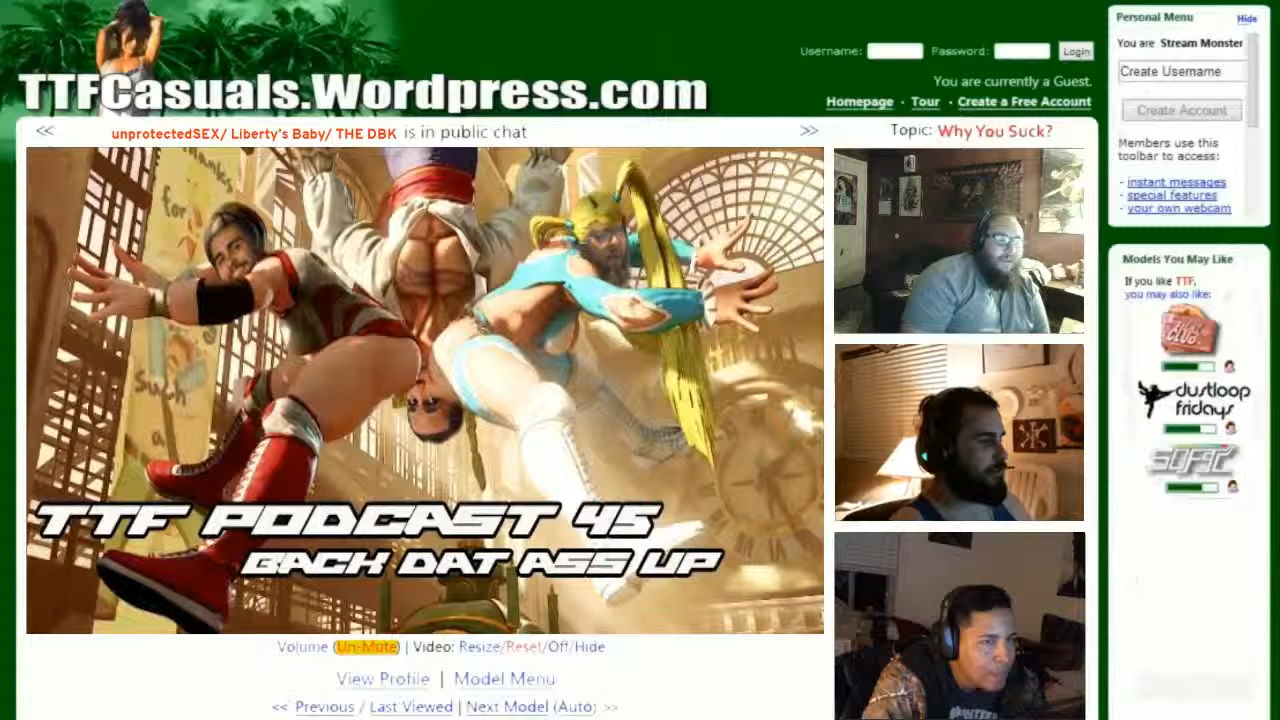 Username:
Password:
Login
You are currently a Guest.
Homepage · Tour · Create a Free Account
TTFCasuals.Wordpress.com
<< unprotectedSEX/ Liberty's Baby/ THE DBK is in public chat >>
Topic: Why You Suck?
thanks
for
such
a
TTF PODCAST 45
BACK DAT ASS UP
Volume (Un-Mute) | Video: Resize/Reset/Off/Hide
View Profile | Model Menu
<< Previous / Last Viewed | Next Model (Auto) >>
Personal Menu
Hide
You are Stream Monster
Create Username
Create Account
Members use this
toolbar to access:
- instant messages
- special features
- your own webcam
Models You May Like
If you like TTF,
you may also like:
CLUB
dustloop
fridays